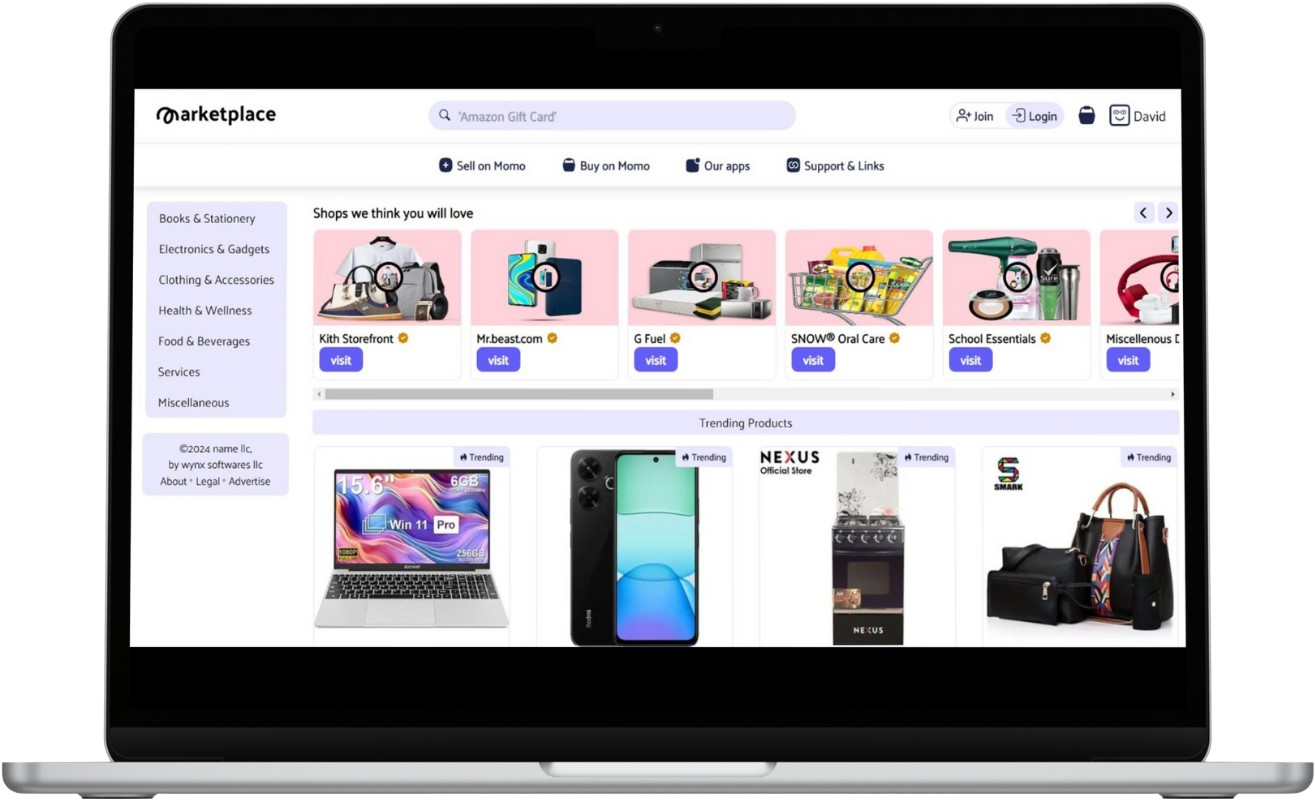 marketplace
'Amazon Gift Card'
Join
Login
David
Sell on Momo
Buy on Momo
Our apps
Support & Links
Books & Stationery
Electronics & Gadgets
Clothing & Accessories
Health & Wellness
Food & Beverages
Services
Miscellaneous
©2024 name llc,
by wynx softwares llc
About • Legal • Advertise
Shops we think you will love
Sure
Kith Storefront
visit
Mr.beast.com
visit
G Fuel
visit
SNOW® Oral Care
visit
School Essentials
visit
Miscellenous D
visit
Trending Products
Trending
15.6"
6GB
Win 11 Pro
1080P
256GB
Trending
Redmi
NEXUS
Official Store
Trending
NEXUS
S
SMARK
Trending